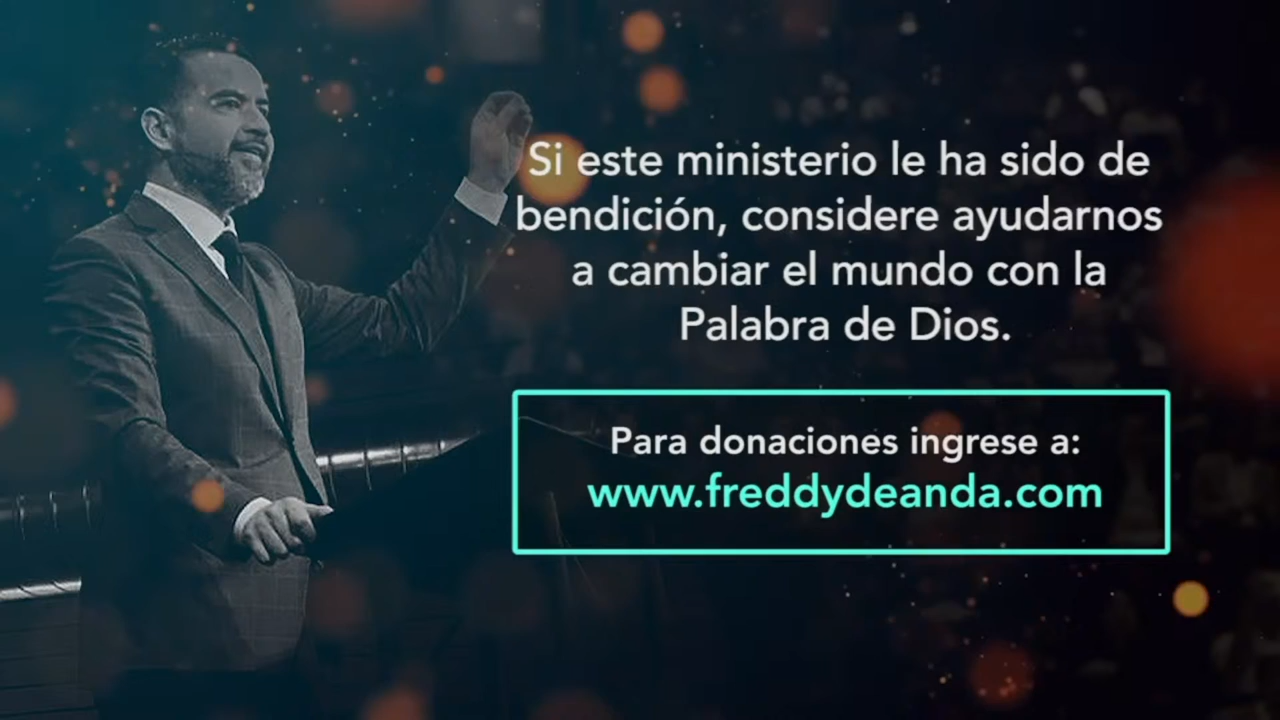 Si este ministerio le ha sido de
bendición, considere ayudarnos
a cambiar el mundo con la
Palabra de Dios.
Para donaciones ingrese a:
www.freddydeanda.com